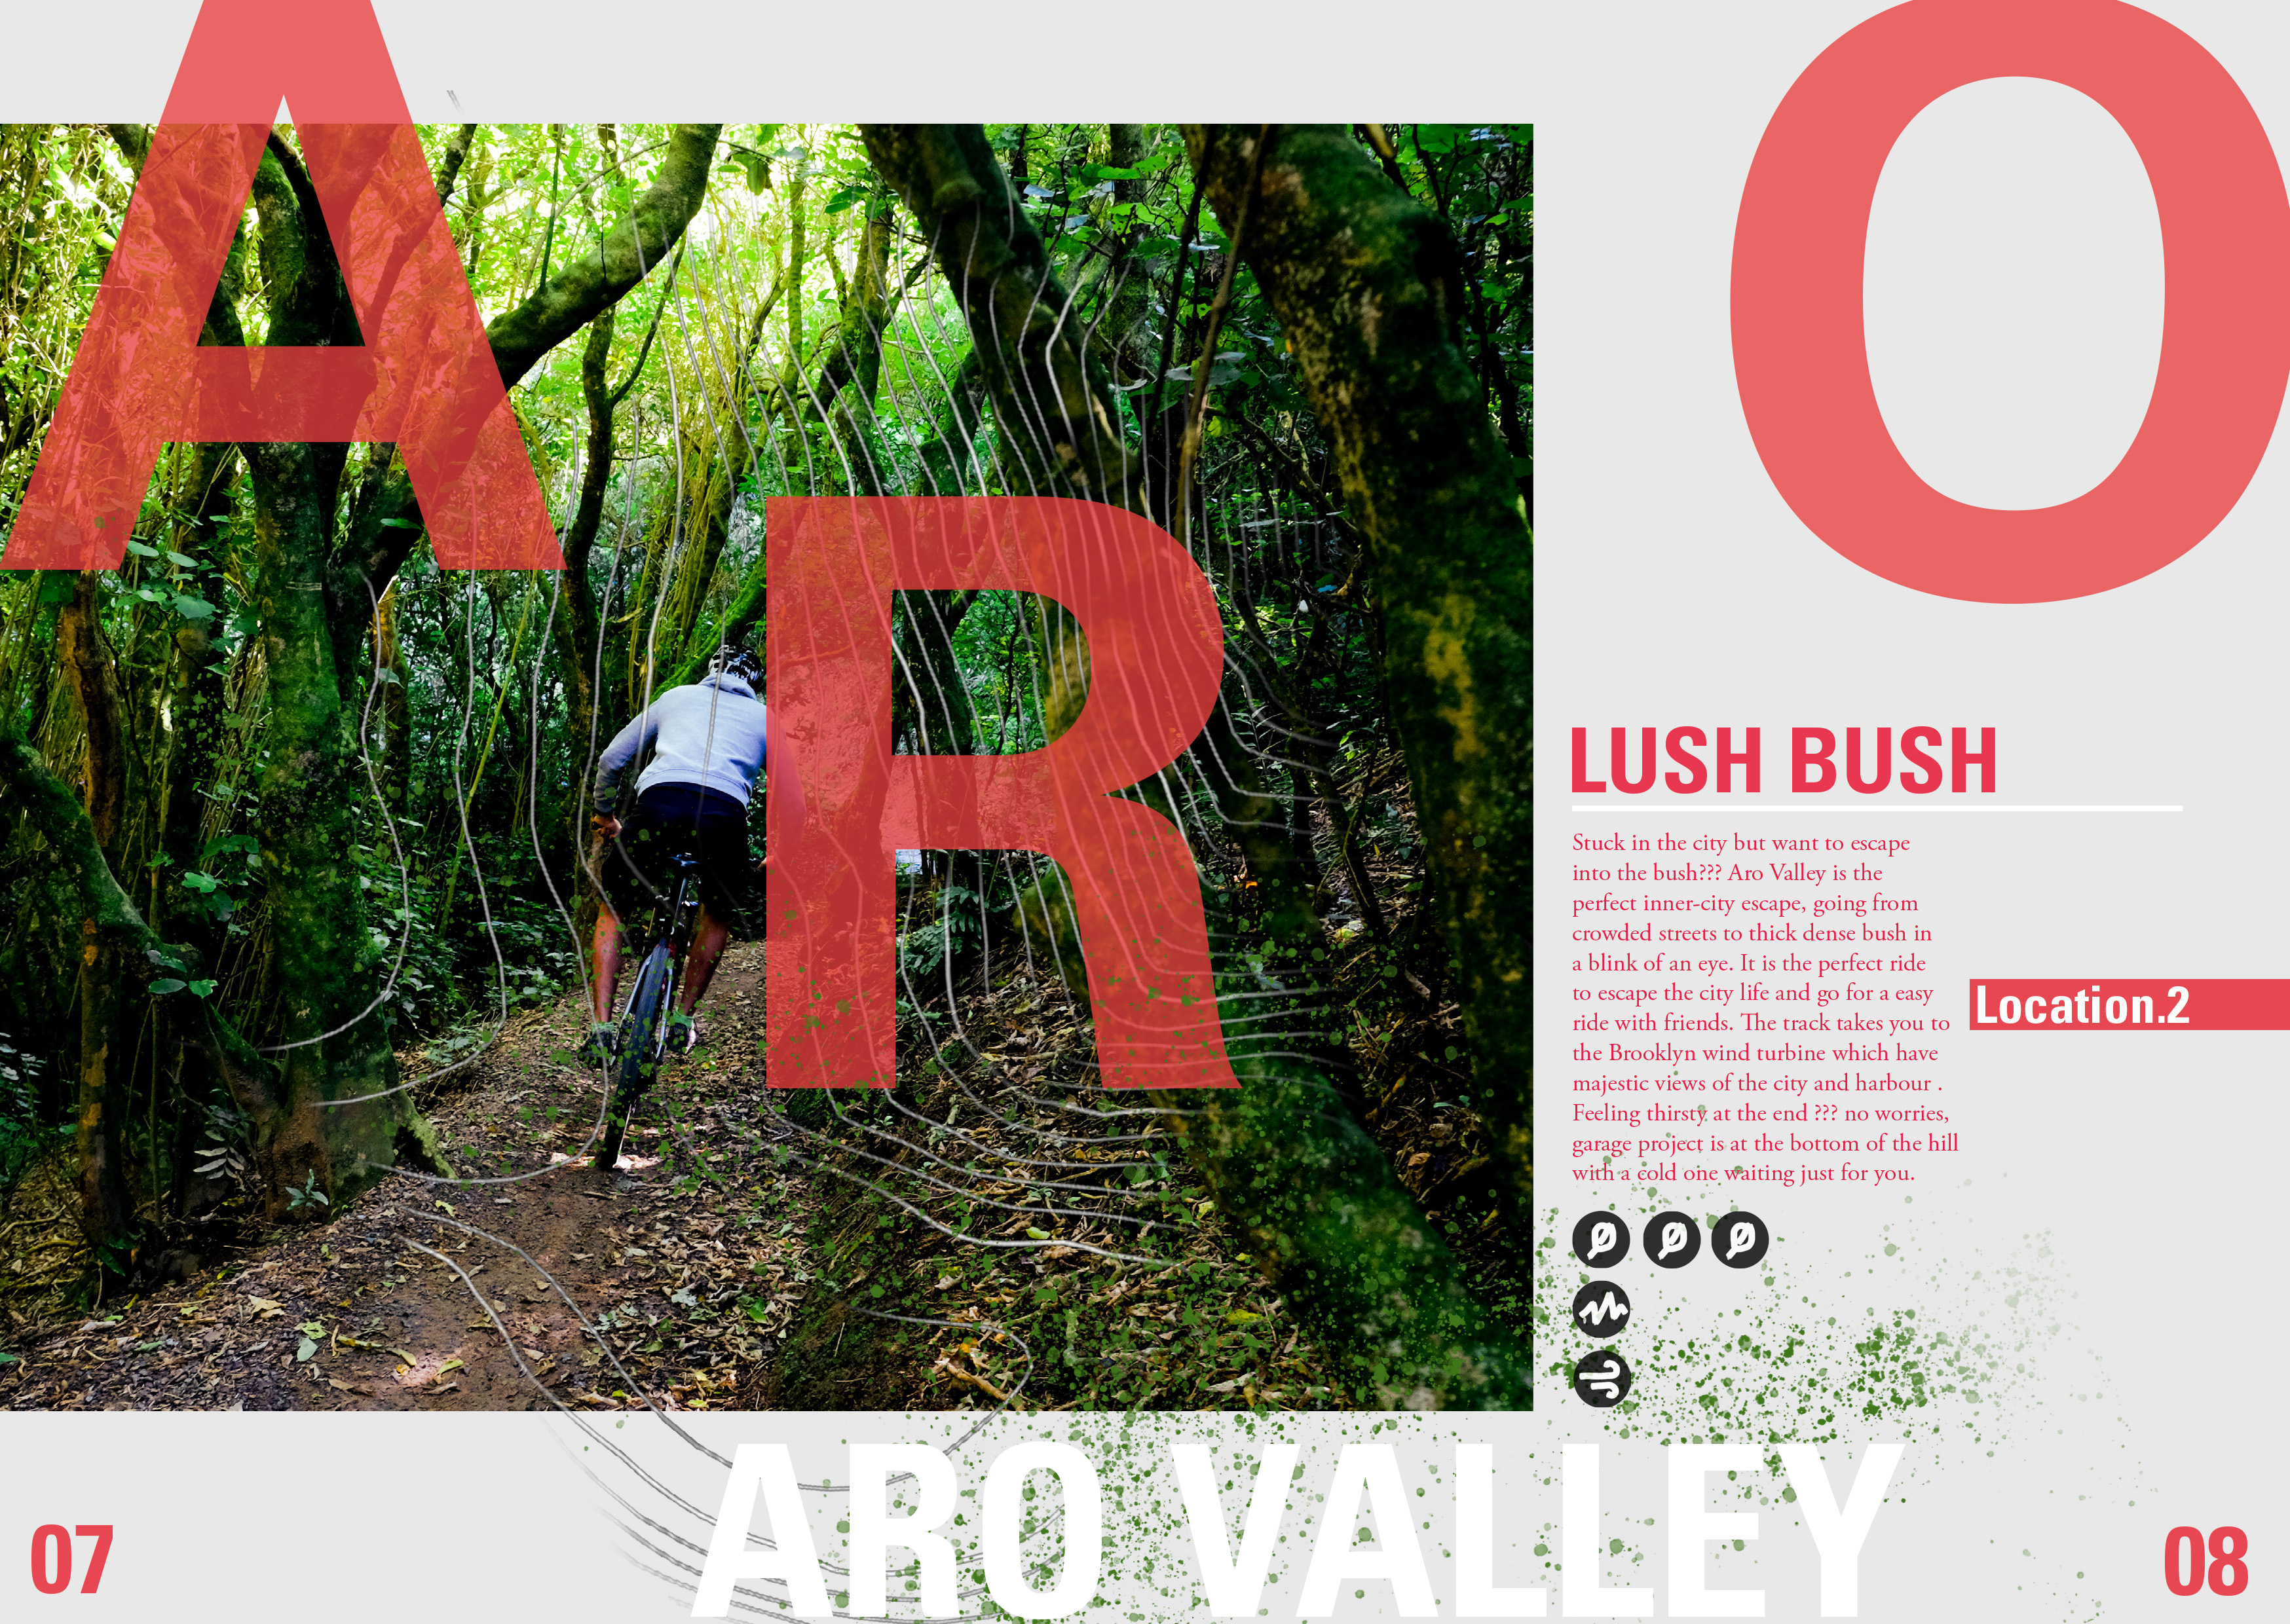 A
R
O
LUSH BUSH
Stuck in the city but want to escape
into the bush??? Aro Valley is the
perfect inner-city escape, going from
crowded streets to thick dense bush in
a blink of an eye. It is the perfect ride
to escape the city life and go for a easy
ride with friends. The track takes you to
the Brooklyn wind turbine which have
majestic views of the city and harbour .
Feeling thirsty at the end ??? no worries,
garage project is at the bottom of the hill
with a cold one waiting just for you.
Location.2
ARO VALLEY
07
08